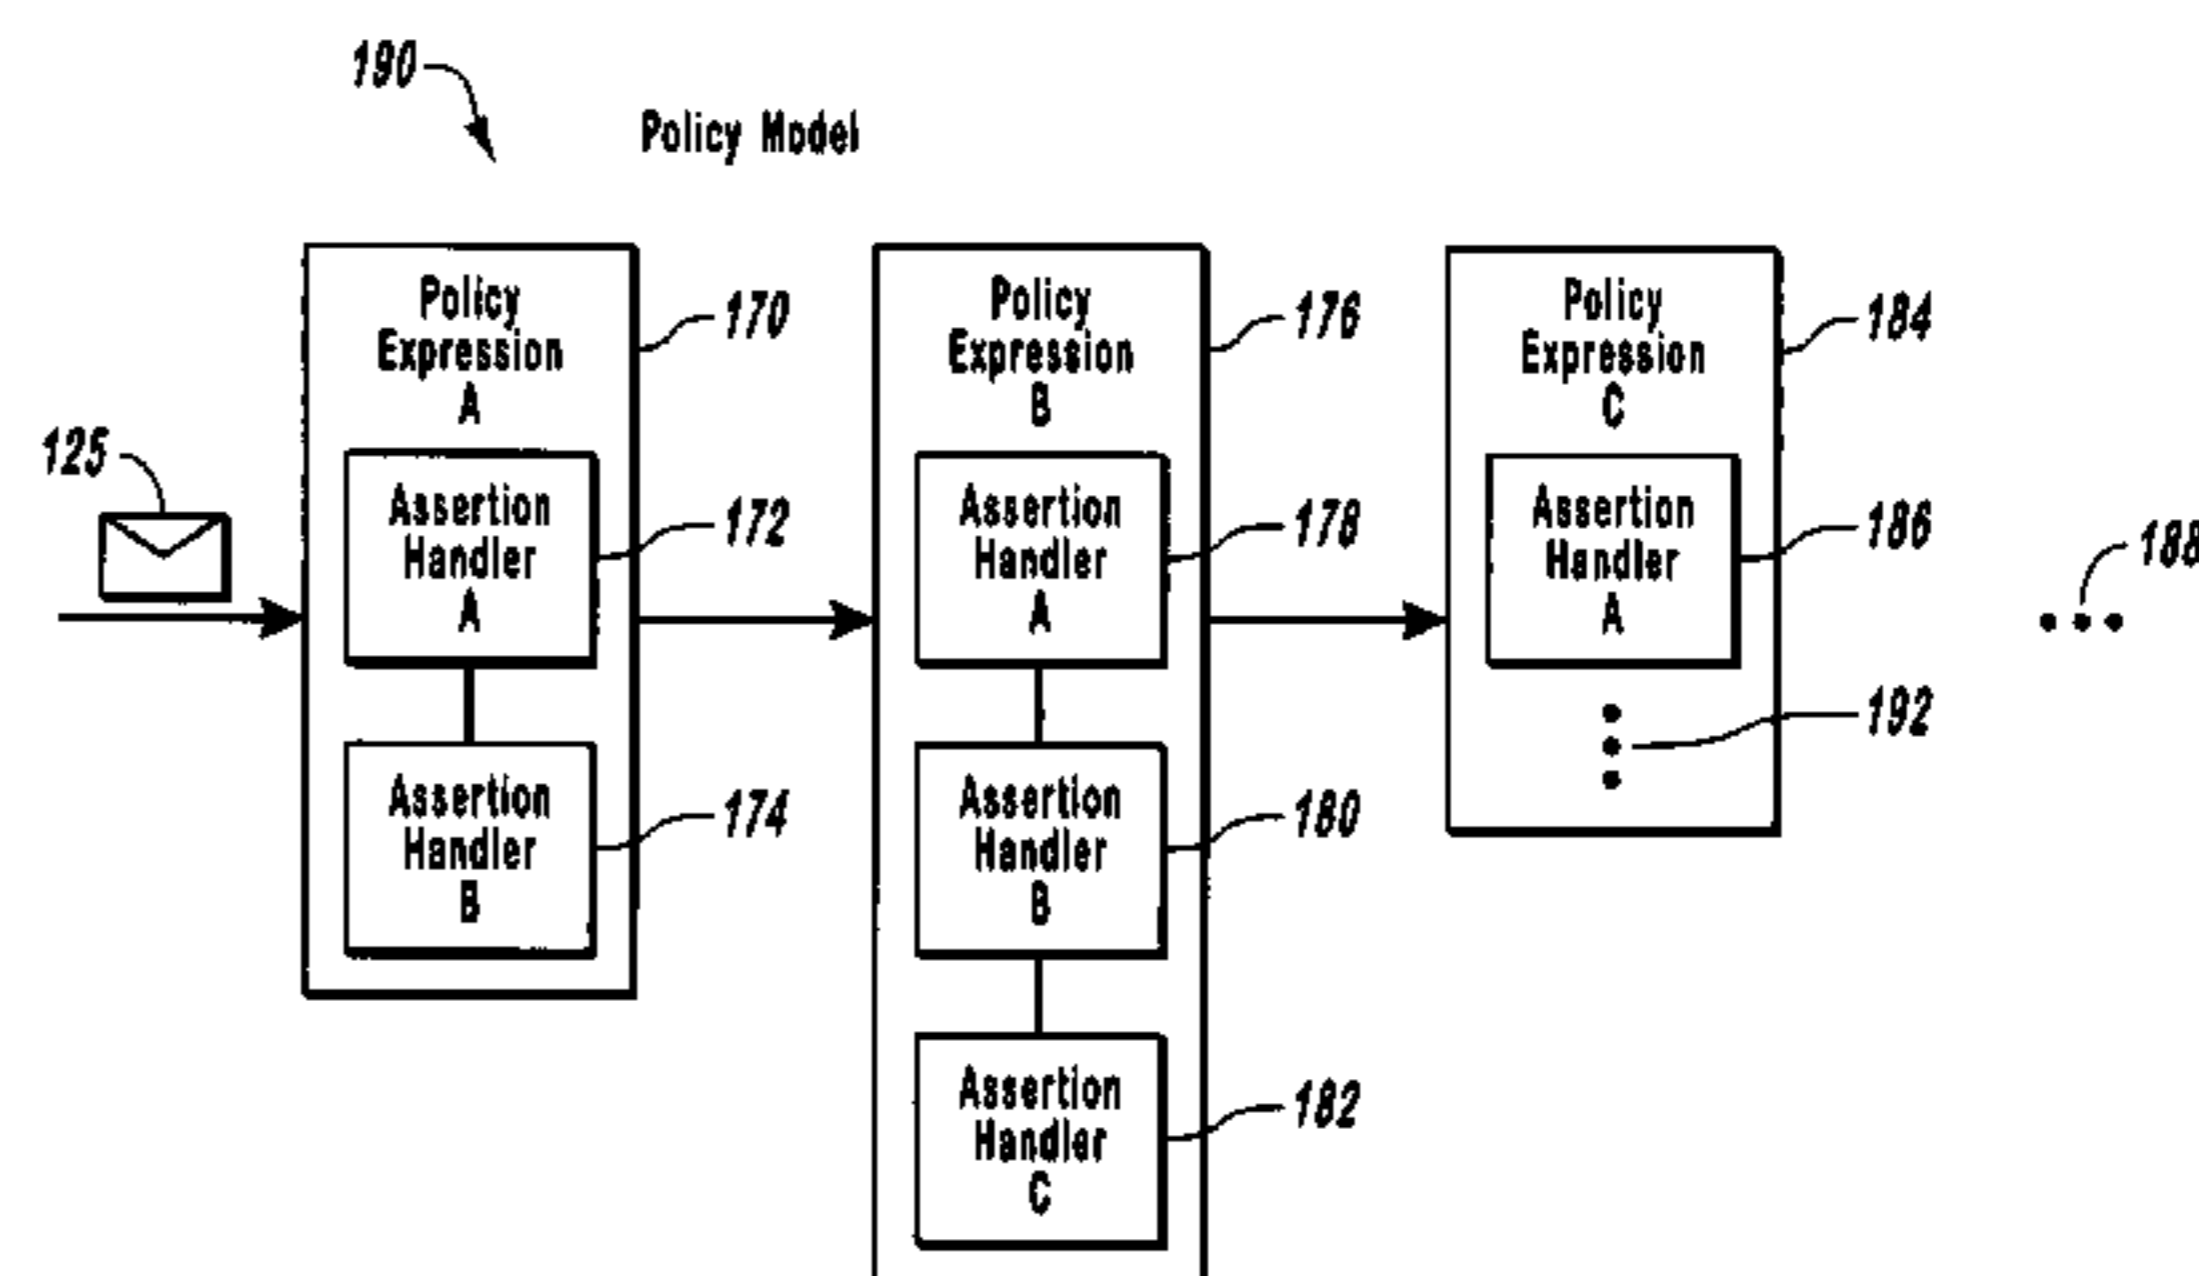 190
Policy Model
Policy
Expression
A
170
Policy
Expression
B
176
Policy
Expression
C
184
125
Assertion
Handler
A
172
Assertion
Handler
A
178
Assertion
Handler
A
186
188
192
Assertion
Handler
B
174
Assertion
Handler
B
180
Assertion
Handler
C
182